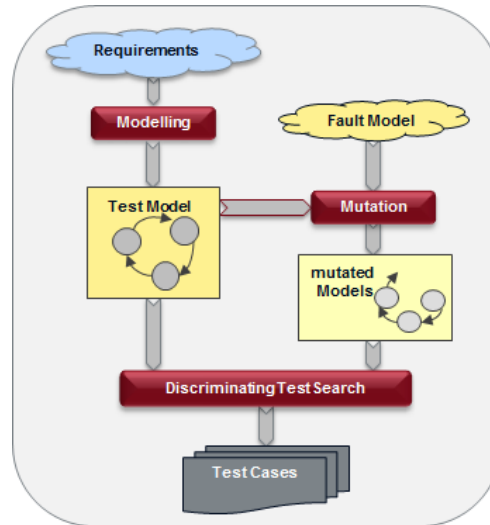 Requirements
Modelling
Fault Model
Test Model
Mutation
mutated
Models
Discriminating Test Search
Test Cases